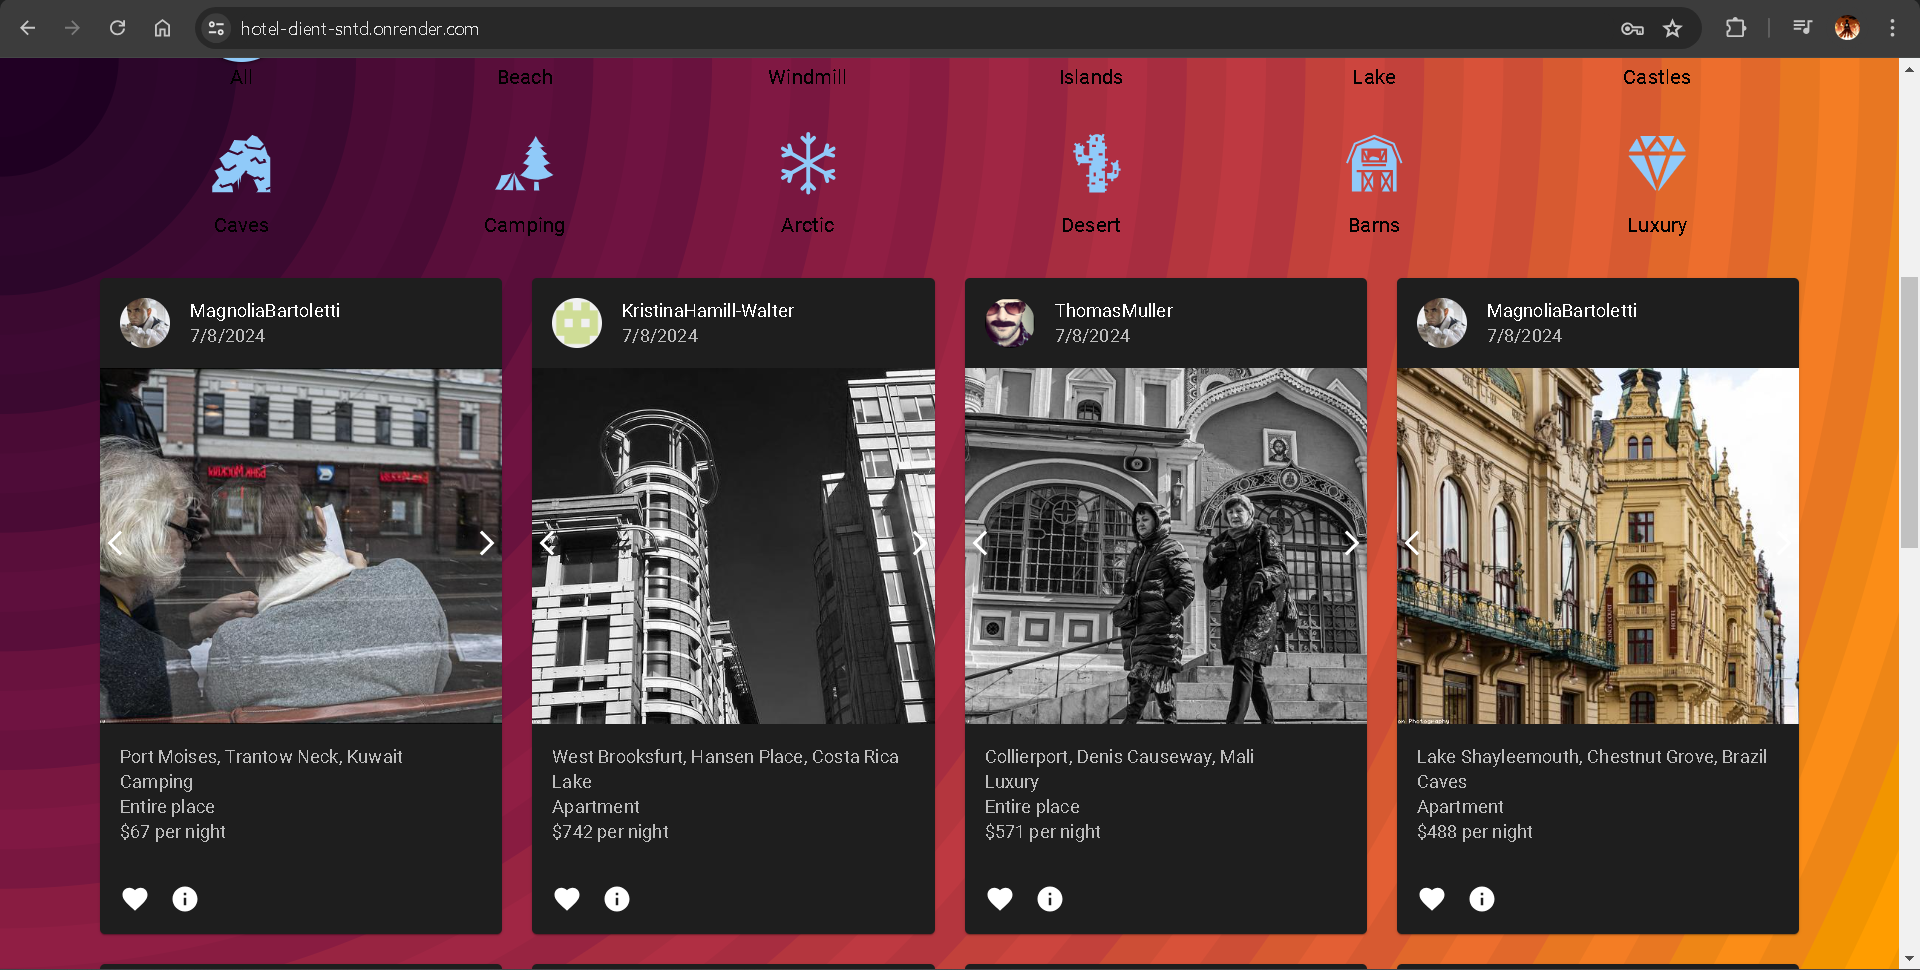 hotel-client-sntd.onrender.com
All Beach Windmill Islands Lake Castles
Caves Camping Arctic Desert Barns Luxury
MagnoliaBartoletti
7/8/2024
KristinaHamill-Walter
7/8/2024
ThomasMuller
7/8/2024
MagnoliaBartoletti
7/8/2024
HOTEL
Port Moises, Trantow Neck, Kuwait
Camping
Entire place
$67 per night
West Brooksfurt, Hansen Place, Costa Rica
Lake
Apartment
$742 per night
Collierport, Denis Causeway, Mali
Luxury
Entire place
$571 per night
Lake Shayleemouth, Chestnut Grove, Brazil
Caves
Apartment
$488 per night